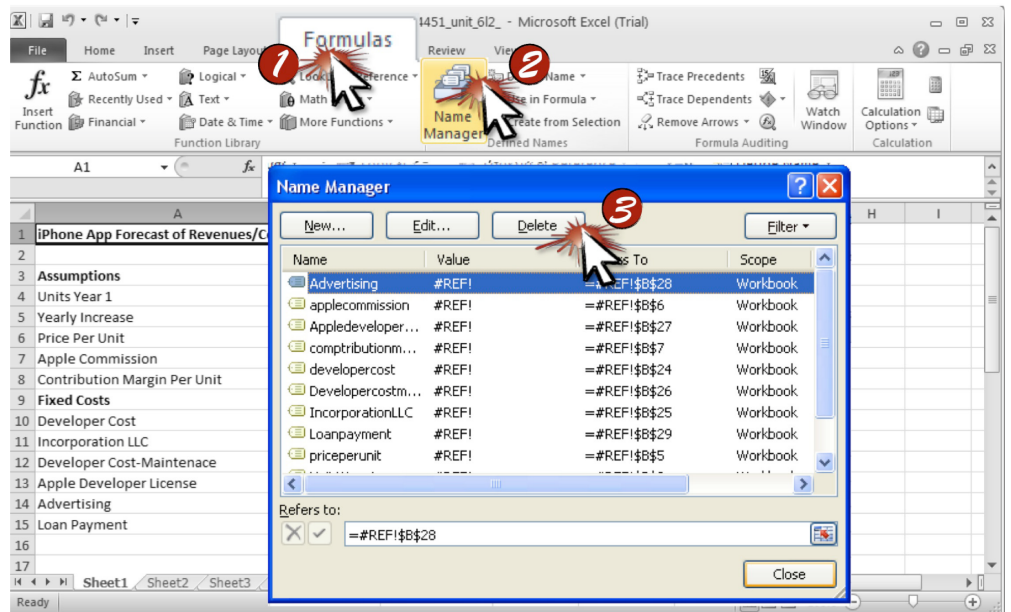 4451_unit_6l2_ - Microsoft Excel (Trial)
File Home Insert Page Layou Formulas Review Vie
1 2
Σ AutoSum Logical Reference Name Trace Precedents
Recently Used Text Math Use in Formula Trace Dependents
Financial Date & Time More Functions Create from Selection Remove Arrows
fx Insert Function Name Manager Watch Window Calculation Options
Function Library Defined Names Formula Auditing Calculation
A1 fx
Name Manager
New... Edit... Delete 3 Filter
Name Value To Scope
Advertising #REF! =#REF!$B$28 Workbook
applecommission #REF! =#REF!$B$6 Workbook
Appledeveloper... #REF! =#REF!$B$27 Workbook
comptributionm... #REF! =#REF!$B$7 Workbook
developercost #REF! =#REF!$B$24 Workbook
Developercostm... #REF! =#REF!$B$26 Workbook
IncorporationLLC #REF! =#REF!$B$25 Workbook
Loanpayment #REF! =#REF!$B$29 Workbook
priceperunit #REF! =#REF!$B$5 Workbook
Refers to:
=#REF!$B$28
Close
A H I
1 iPhone App Forecast of Revenues/C
2
3 Assumptions
4 Units Year 1
5 Yearly Increase
6 Price Per Unit
7 Apple Commission
8 Contribution Margin Per Unit
9 Fixed Costs
10 Developer Cost
11 Incorporation LLC
12 Developer Cost-Maintenace
13 Apple Developer License
14 Advertising
15 Loan Payment
16
17
Sheet1 Sheet2 Sheet3
Ready